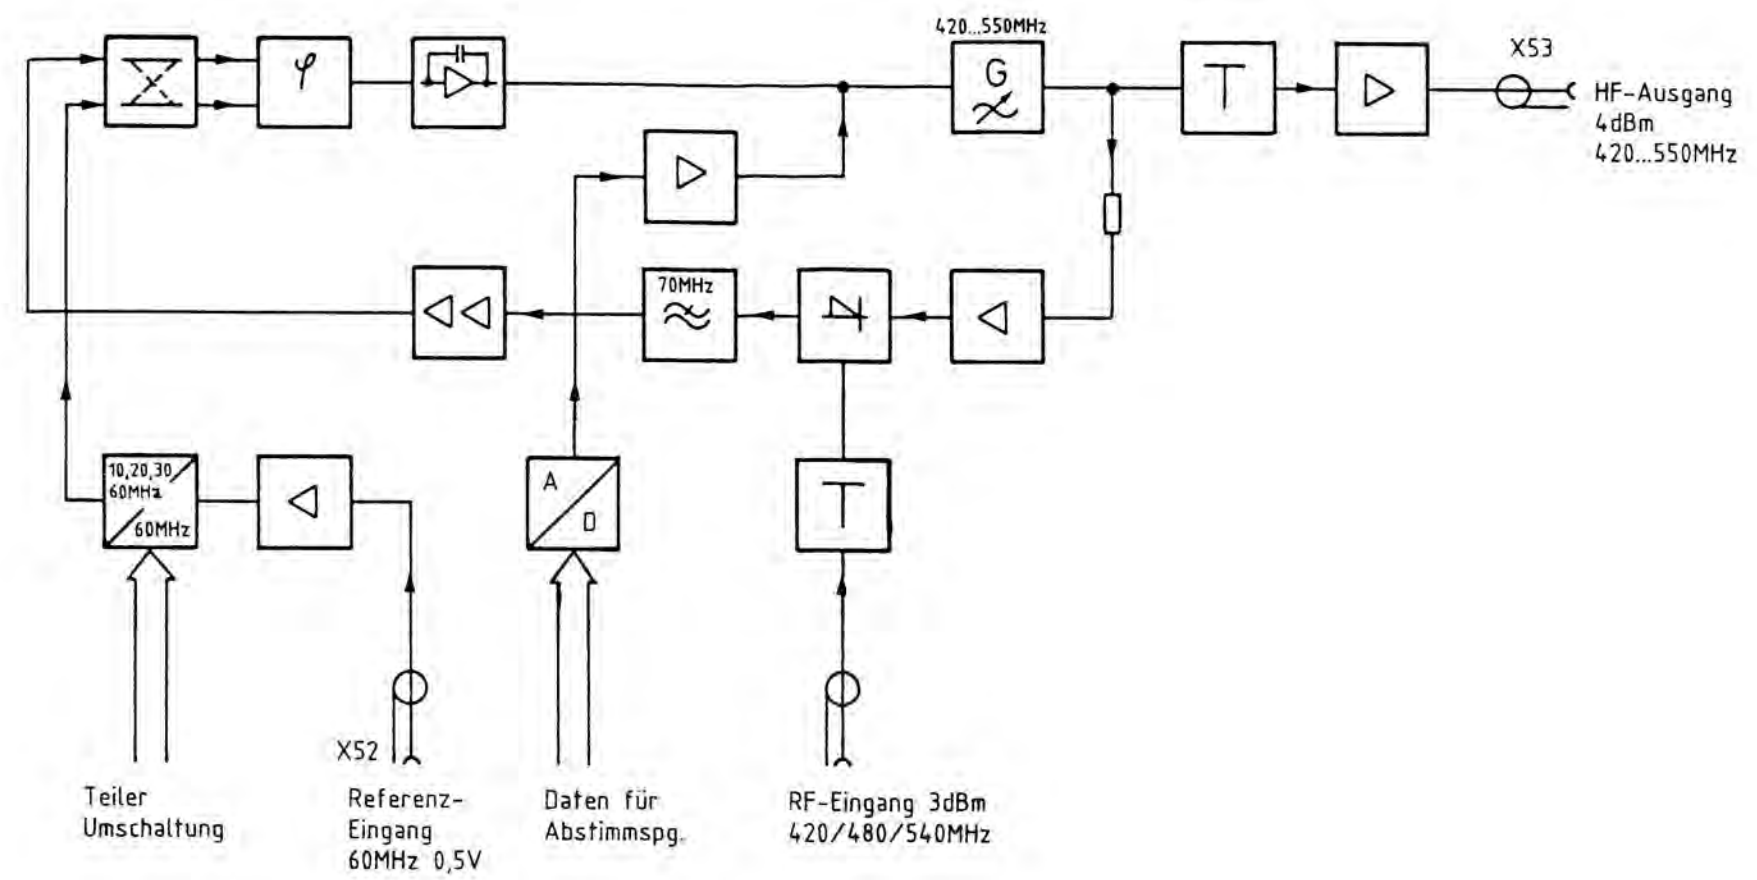 420...550MHz
G
φ
T
X53
HF-Ausgang
4dBm
420...550MHz
70MHz
10,20,30
60MHz
60MHz
A
D
T
X52
Teiler
Umschaltung
Referenz-
Eingang
60MHz 0,5V
Daten für
Abstimmspg.
RF-Eingang 3dBm
420/480/540MHz